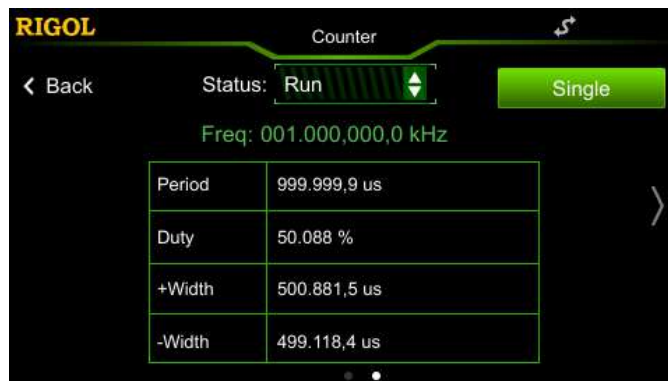 RIGOL
Counter
Back
Status: Run
Single
Freq: 001.000,000,0 kHz
Period 999.999,9 us
Duty 50.088 %
+Width 500.881,5 us
-Width 499.118,4 us